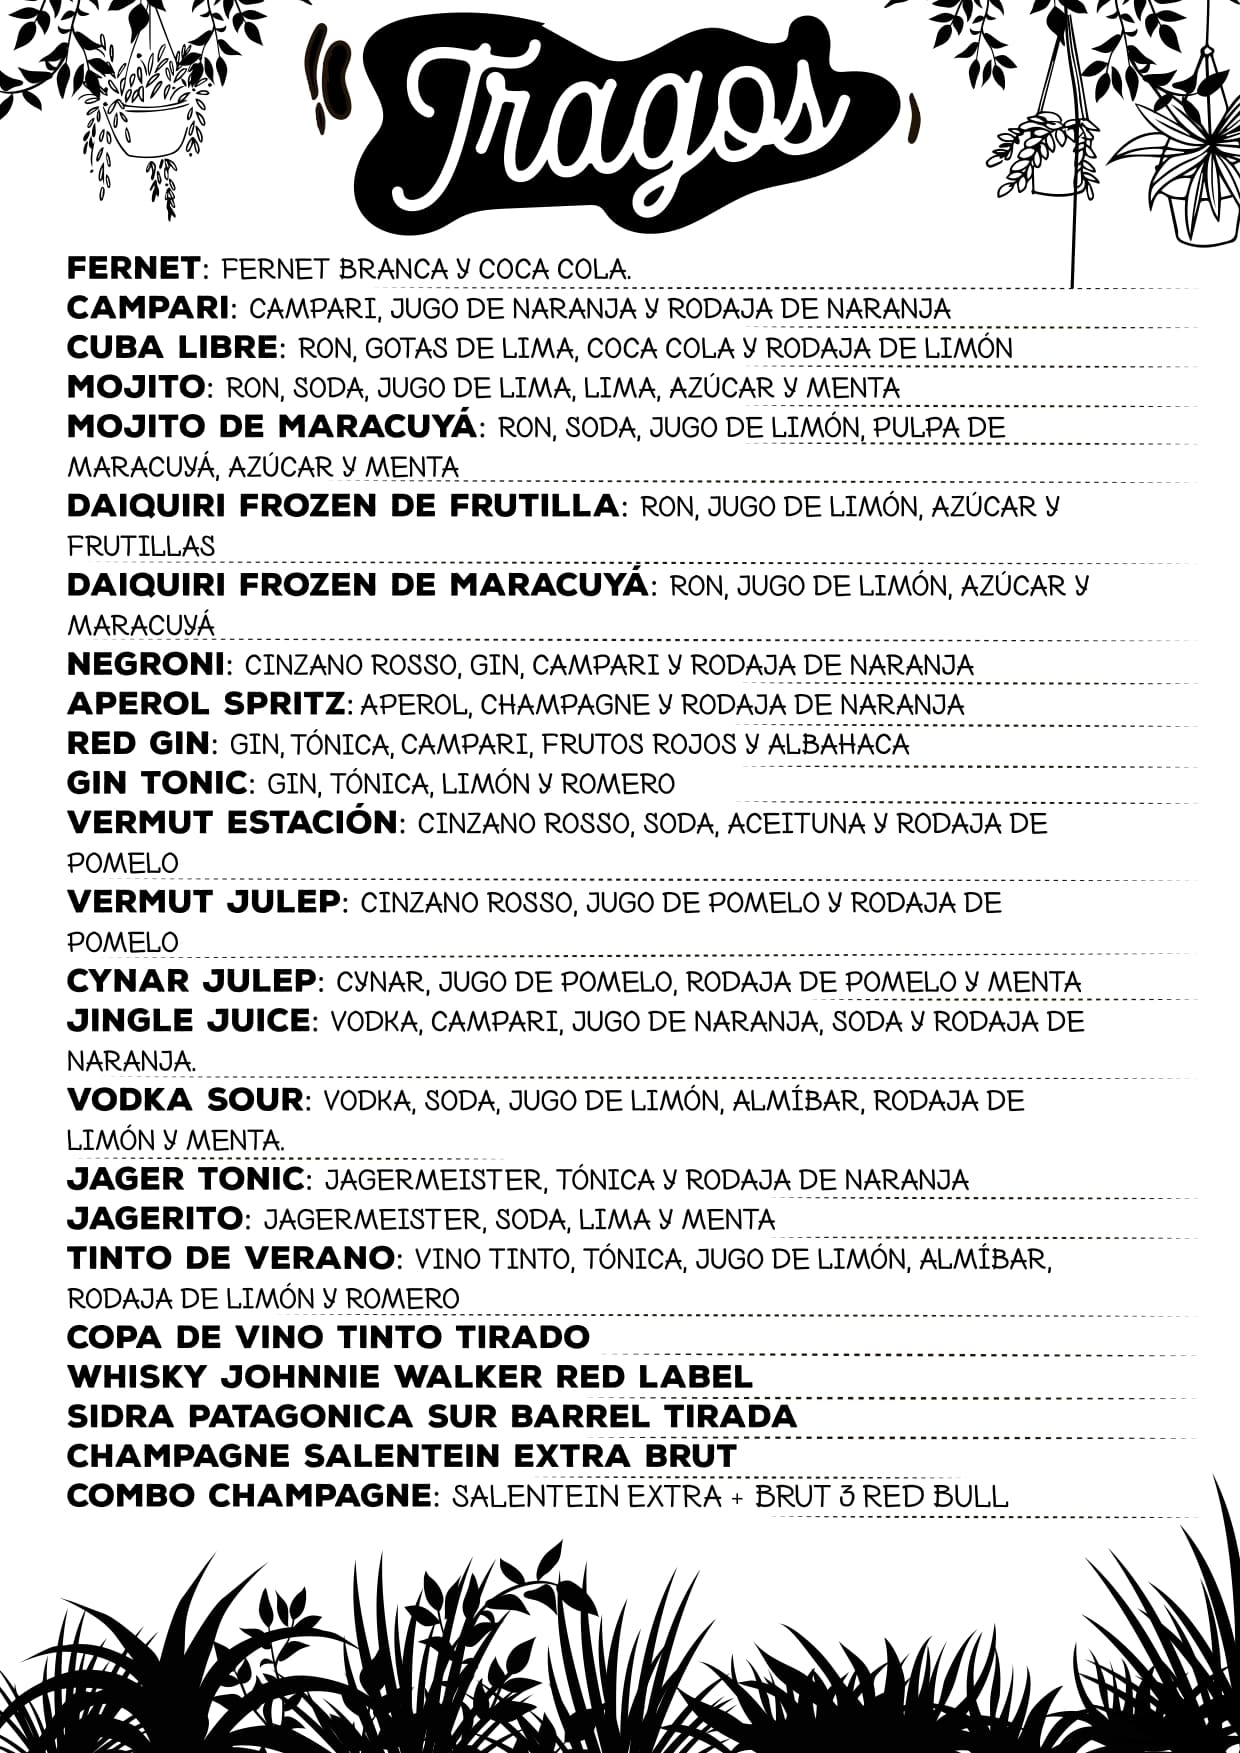 Tragos
FERNET: FERNET BRANCA Y COCA COLA.
CAMPARI: CAMPARI, JUGO DE NARANJA Y RODAJA DE NARANJA
CUBA LIBRE: RON, GOTAS DE LIMA, COCA COLA Y RODAJA DE LIMÓN
MOJITO: RON, SODA, JUGO DE LIMA, LIMA, AZÚCAR Y MENTA
MOJITO DE MARACUYÁ: RON, SODA, JUGO DE LIMÓN, PULPA DE
MARACUYÁ, AZÚCAR Y MENTA
DAIQUIRI FROZEN DE FRUTILLA: RON, JUGO DE LIMÓN, AZÚCAR Y
FRUTILLAS
DAIQUIRI FROZEN DE MARACUYÁ: RON, JUGO DE LIMÓN, AZÚCAR Y
MARACUYÁ
NEGRONI: CINZANO ROSSO, GIN, CAMPARI Y RODAJA DE NARANJA
APEROL SPRITZ: APEROL, CHAMPAGNE Y RODAJA DE NARANJA
RED GIN: GIN, TÓNICA, CAMPARI, FRUTOS ROJOS Y ALBAHACA
GIN TONIC: GIN, TÓNICA, LIMÓN Y ROMERO
VERMUT ESTACIÓN: CINZANO ROSSO, SODA, ACEITUNA Y RODAJA DE
POMELO
VERMUT JULEP: CINZANO ROSSO, JUGO DE POMELO Y RODAJA DE
POMELO
CYNAR JULEP: CYNAR, JUGO DE POMELO, RODAJA DE POMELO Y MENTA
JINGLE JUICE: VODKA, CAMPARI, JUGO DE NARANJA, SODA Y RODAJA DE
NARANJA.
VODKA SOUR: VODKA, SODA, JUGO DE LIMÓN, ALMÍBAR, RODAJA DE
LIMÓN Y MENTA.
JAGER TONIC: JAGERMEISTER, TÓNICA Y RODAJA DE NARANJA
JAGERITO: JAGERMEISTER, SODA, LIMA Y MENTA
TINTO DE VERANO: VINO TINTO, TÓNICA, JUGO DE LIMÓN, ALMÍBAR,
RODAJA DE LIMÓN Y ROMERO
COPA DE VINO TINTO TIRADO
WHISKY JOHNNIE WALKER RED LABEL
SIDRA PATAGONICA SUR BARREL TIRADA
CHAMPAGNE SALENTEIN EXTRA BRUT
COMBO CHAMPAGNE: SALENTEIN EXTRA + BRUT 3 RED BULL